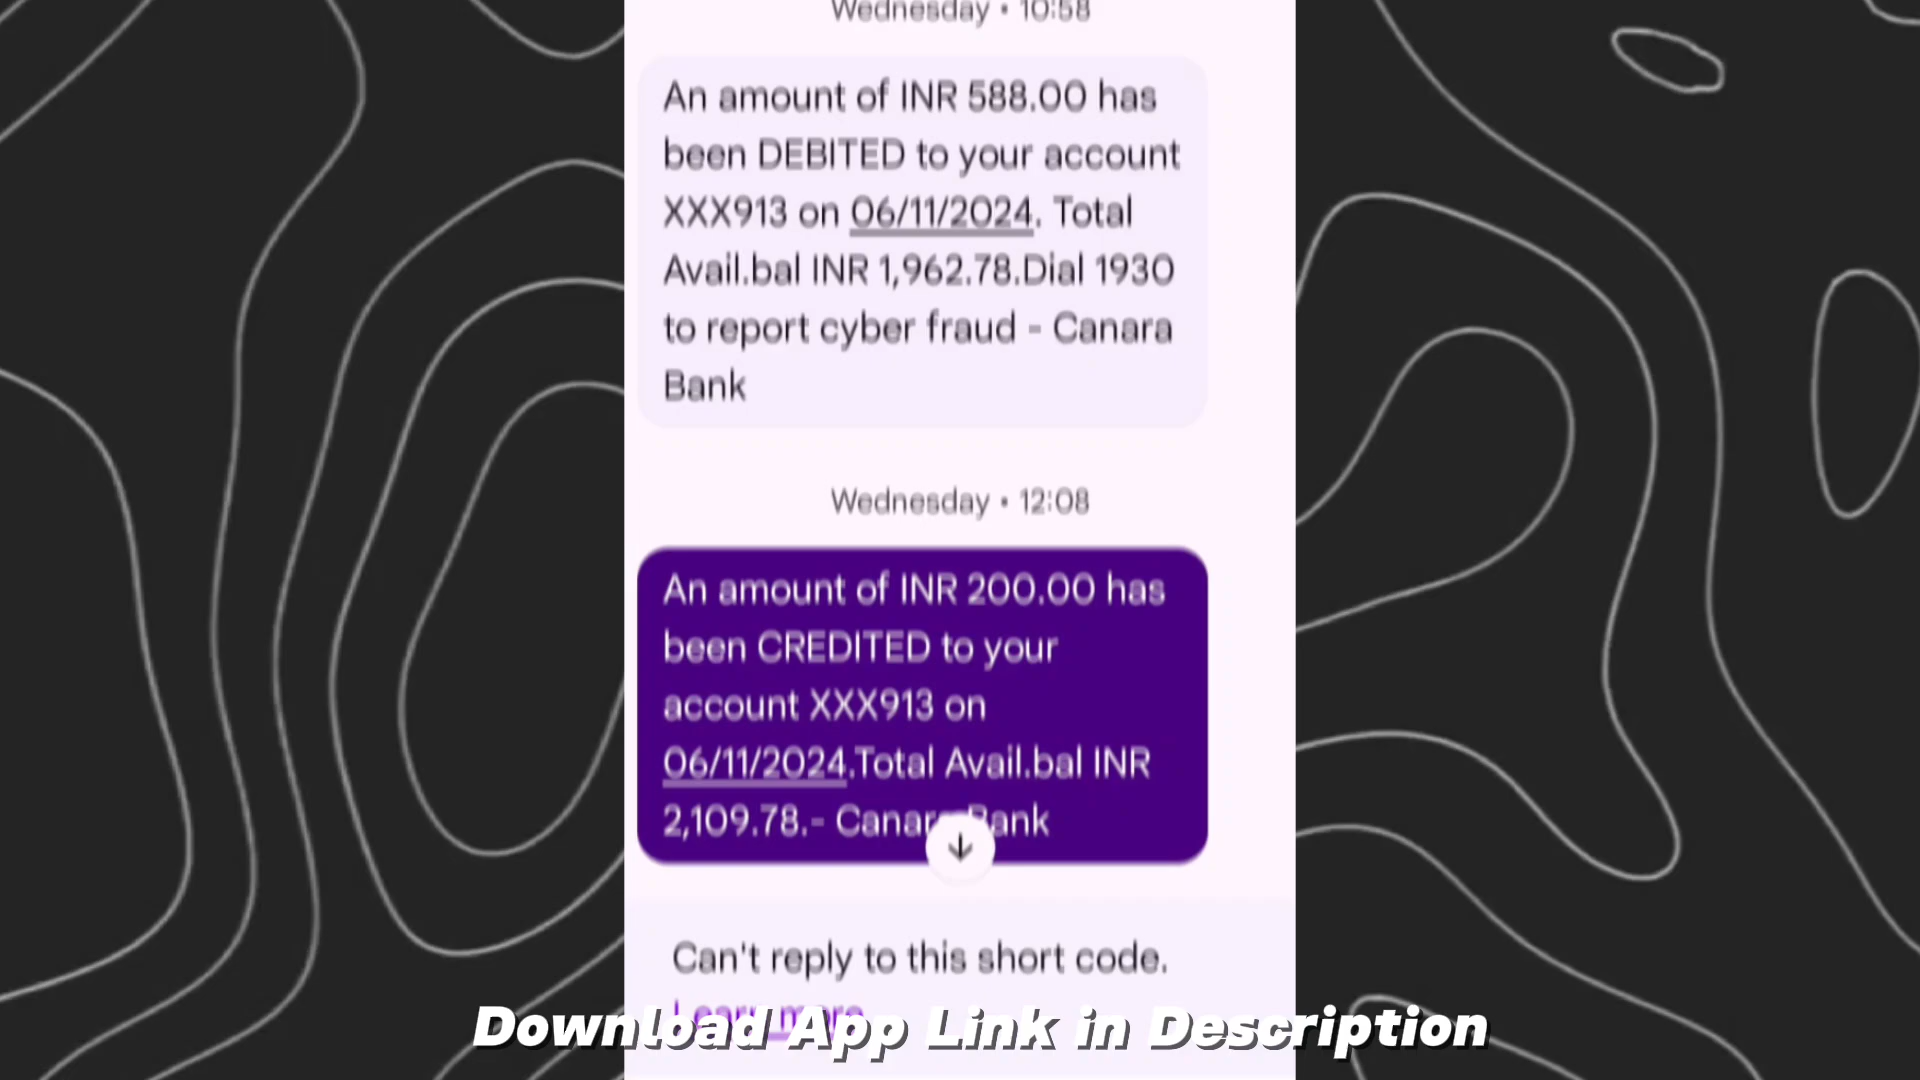 Wednesday • 10:58
An amount of INR 588.00 has
been DEBITED to your account
XXX913 on 06/11/2024. Total
Avail.bal INR 1,962.78.Dial 1930
to report cyber fraud - Canara
Bank
Wednesday • 12:08
An amount of INR 200.00 has
been CREDITED to your
account XXX913 on
06/11/2024.Total Avail.bal INR
2,109.78.- Canara Bank
Can't reply to this short code.
Learn more
Download App Link in Description